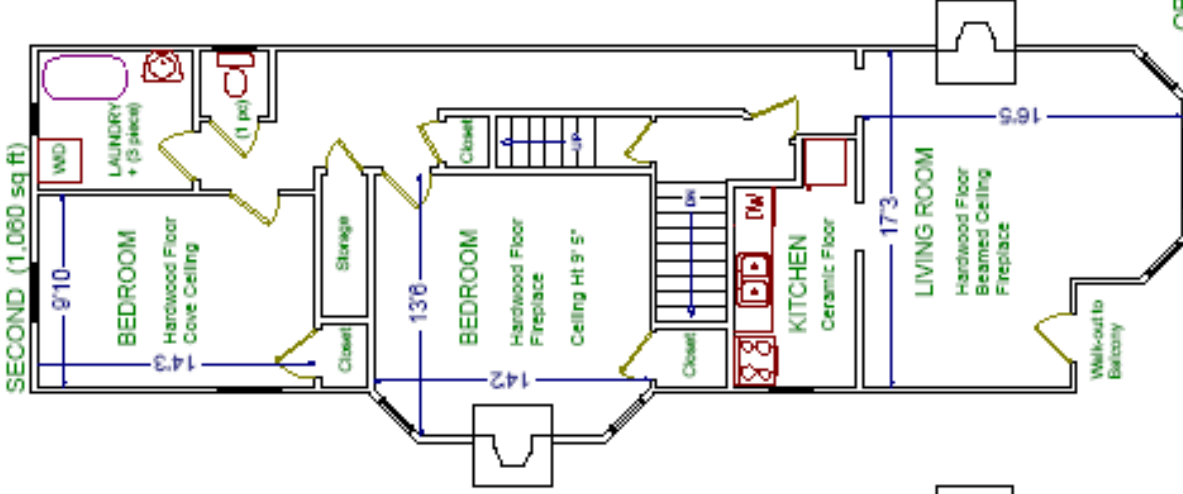 SECOND (1,060 sq ft)
W/D
LAUNDRY
+ (3 piece)
(1 pc)
Closet
UP
DN
9'10
BEDROOM
Hardwood Floor
Cove Ceiling
14'3
Storage
Closet
13'6
BEDROOM
Hardwood Floor
Fireplace
Ceiling Ht 9' 5"
14'2
Closet
DW
KITCHEN
Ceramic Floor
17'3
16'5
LIVING ROOM
Hardwood Floor
Beamed Ceiling
Fireplace
Walk-out to
Balcony